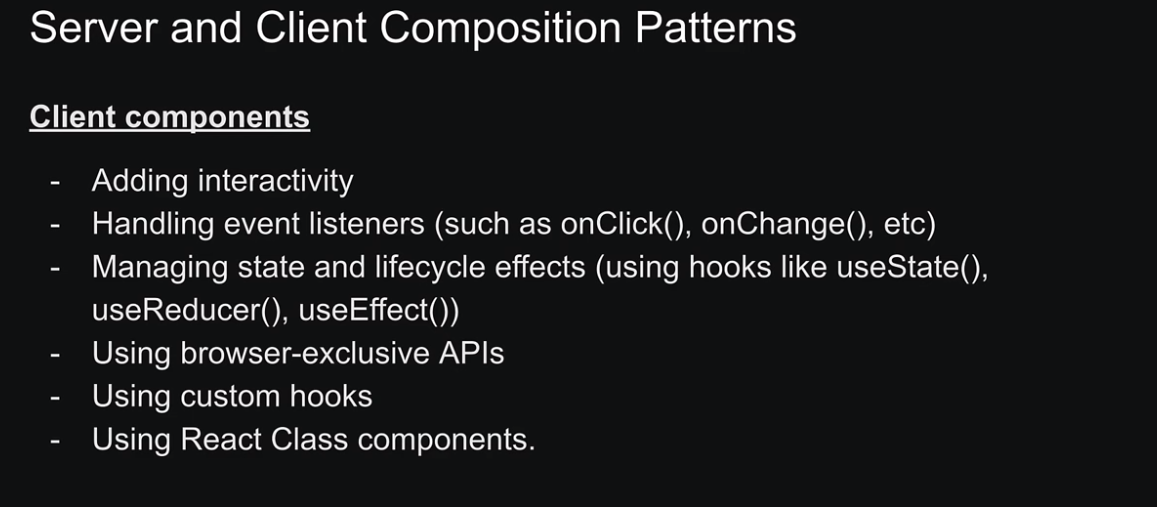 Server and Client Composition Patterns
Client components
- Adding interactivity
- Handling event listeners (such as onClick(), onChange(), etc)
- Managing state and lifecycle effects (using hooks like useState(),
useReducer(), useEffect())
- Using browser-exclusive APIs
- Using custom hooks
- Using React Class components.